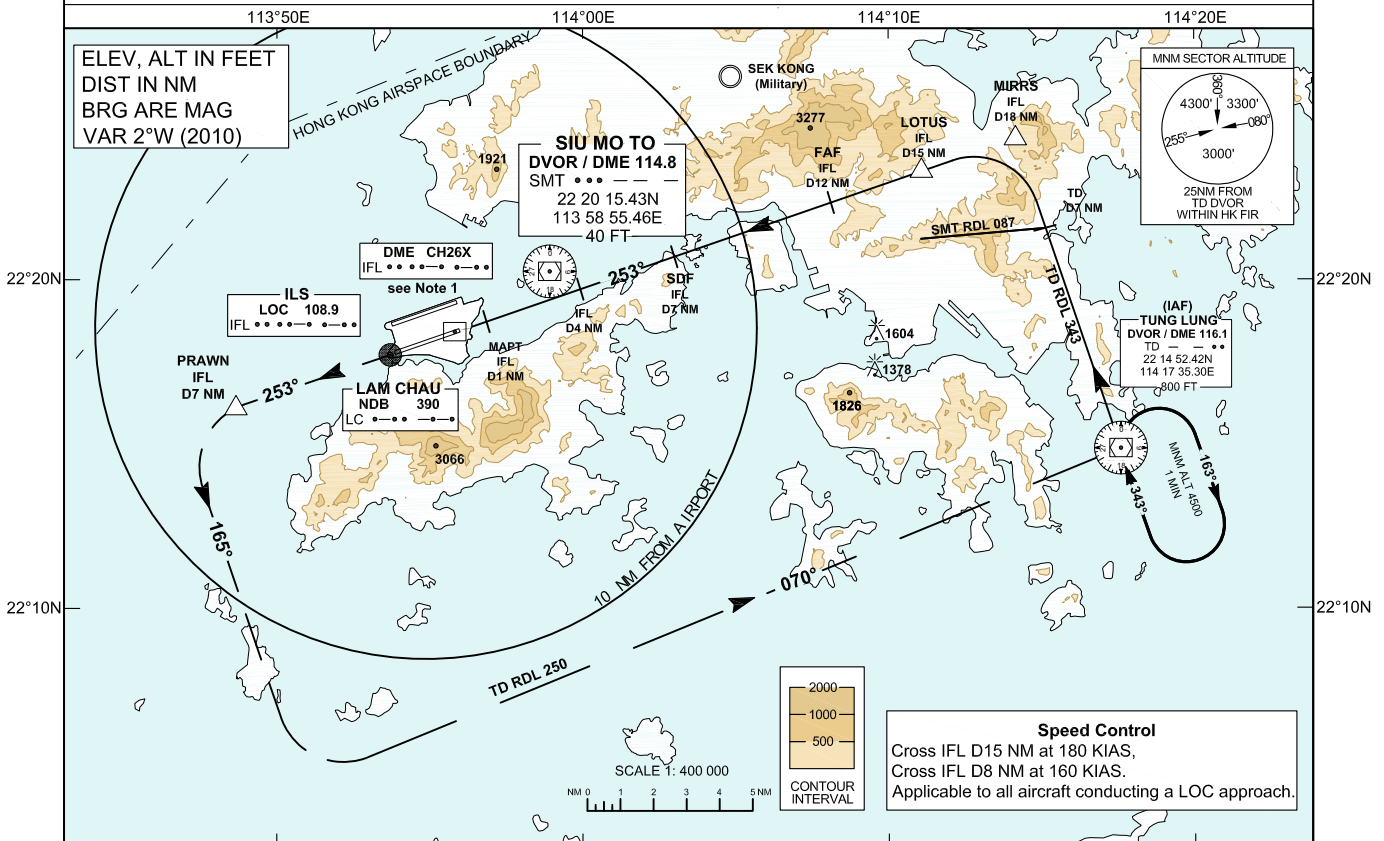 113°50E
114°00E
114°10E
114°20E
ELEV, ALT IN FEET
DIST IN NM
BRG ARE MAG
VAR 2°W (2010)
HONG KONG AIRSPACE BOUNDARY
SEK KONG
(Military)
MIRRS
IFL
D18 NM
MNM SECTOR ALTITUDE
360°
4300'
3300'
080°
255°
3000'
25NM FROM
TD DVOR
WITHIN HK FIR
3277
LOTUS
IFL
D15 NM
FAF
IFL
D12 NM
1921
SIU MO TO
DVOR / DME 114.8
SMT
22 20 15.43N
113 58 55.46E
40 FT
TD
D7 NM
SMT RDL 087
DME CH26X
IFL
see Note 1
253°
SDF
IFL
D7 NM
22°20N
22°20N
ILS
LOC 108.9
IFL
IFL
D4 NM
TD RDL 343
(IAF)
TUNG LUNG
DVOR / DME 116.1
TD
22 14 52.42N
114 17 35.30E
800 FT
1604
1378
MAPT
IFL
D1 NM
PRAWN
IFL
D7 NM
253°
LAM CHAU
NDB 390
LC
1826
3066
163°
MNM ALT 4500
1 MIN
343°
165°
10 NM FROM AIRPORT
070°
22°10N
22°10N
TD RDL 250
2000
1000
500
CONTOUR
INTERVAL
Speed Control
Cross IFL D15 NM at 180 KIAS,
Cross IFL D8 NM at 160 KIAS.
Applicable to all aircraft conducting a LOC approach.
SCALE 1: 400 000
NM 0 1 2 3 4 5 NM